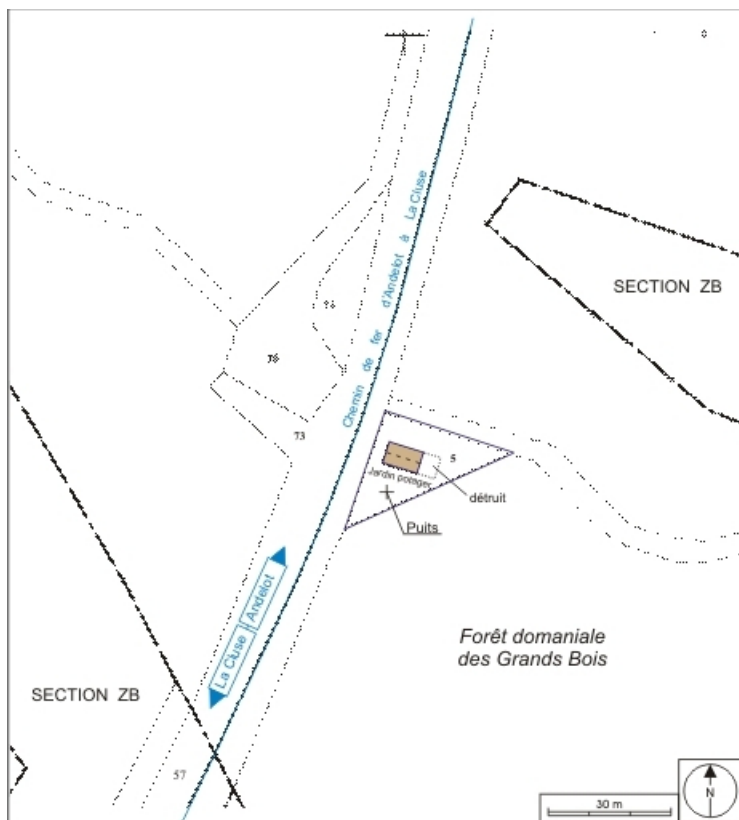 Chemin de fer d'Andelot à La Cluse
SECTION ZB
73
5
Jardin potager
détruit
Puits
Andelot
La Cluse
Forêt domaniale
des Grands Bois
SECTION ZB
57
30 m
N